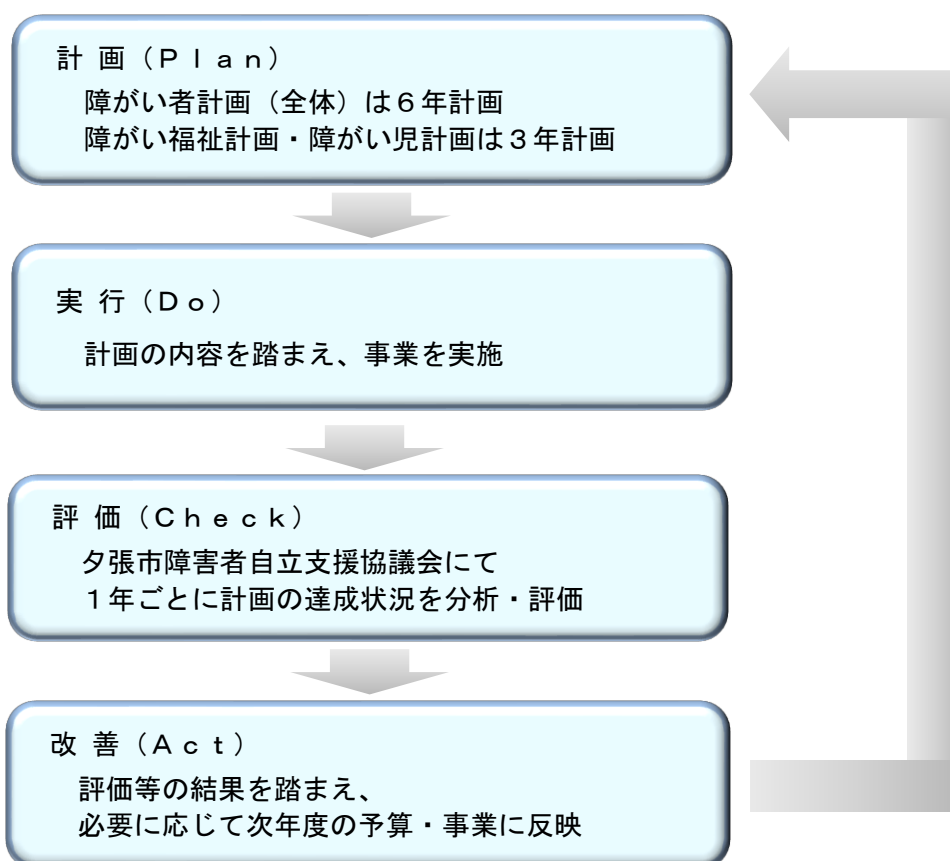 計 画（Ｐｌａｎ）
障がい者計画（全体）は６年計画
障がい福祉計画・障がい児計画は３年計画
実 行（Ｄｏ）
計画の内容を踏まえ、事業を実施
評 価（Ｃｈｅｃｋ）
夕張市障害者自立支援協議会にて
１年ごとに計画の達成状況を分析・評価
改 善（Ａｃｔ）
評価等の結果を踏まえ、
必要に応じて次年度の予算・事業に反映